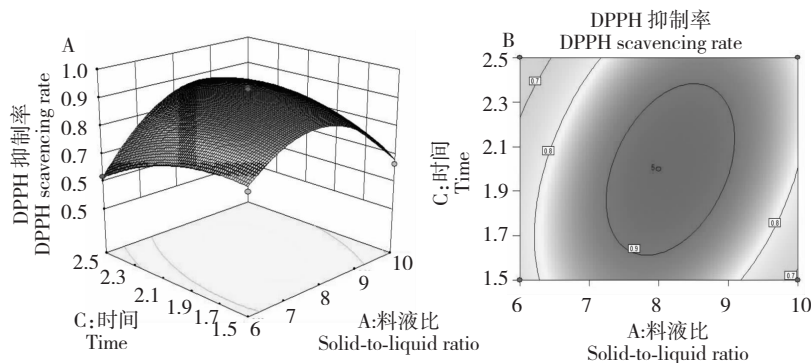 A
DPPH 抑制率
DPPH scavencing rate
1.0
0.9
0.8
0.7
0.6
0.5
2.5
2.3
2.1
1.9
1.7
1.5
C:时间
Time
6
7
8
9
10
A:料液比
Solid-to-liquid ratio
B
DPPH 抑制率
DPPH scavencing rate
2.5
2.3
2.1
1.9
1.7
1.5
C:时间
Time
0.7
0.8
5
0.9
0.8
0.7
6
7
8
9
10
A:料液比
Solid-to-liquid ratio